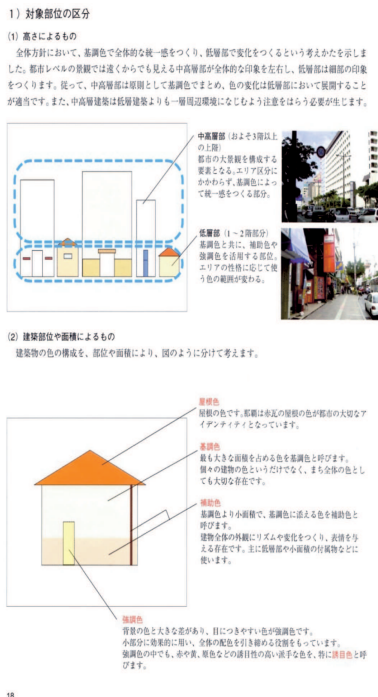 1）対象部位の区分
(1) 高さによるもの
全体方針において、基調色で全体的な統一感をつくり、低層部で変化をつくるという考えかたを示しま
した。都市レベルの景観では遠くからでも見える中高層部が全体的な印象を左右し、低層部は細部の印象
をつくります。従って、中高層部は原則として基調色でまとめ、色の変化は低層部において展開すること
が適当です。また、中高層建築は低層建築よりも一層周辺環境になじむよう注意をはらう必要が生じます。
中高層部（おおよそ3階以上
の上階）
都市の大景観を構成する
要素となる。エリア区分に
かかわらず、基調色によっ
て統一感をつくる部分。
低層部（1～2階部分）
基調色と共に、補助色や
強調色を活用する部位。
エリアの性格に応じて使
う色の範囲が変わる。
(2) 建築部位や面積によるもの
建築物の色の構成を、部位や面積により、図のように分けて考えます。
屋根色
屋根の色です。那覇は赤瓦の屋根の色が都市の大切なア
イデンティティとなっています。
基調色
最も大きな面積を占める色を基調色と呼びます。
個々の建物の色というだけでなく、まち全体の色とし
ても大切な存在です。
補助色
基調色より小面積で、基調色に添える色を補助色と
呼びます。
建物全体の外観にリズムや変化をつくり、表情を与
える存在です。主に低層部や小面積の付属物などに
使います。
強調色
背景の色と大きな差があり、目につきやすい色が強調色です。
小部分に効果的に用い、全体の配色を引き締める役割をもっています。
強調色の中でも、赤や黄、原色などの誘目性の高い派手な色を、特に誘目色と呼
びます。
18